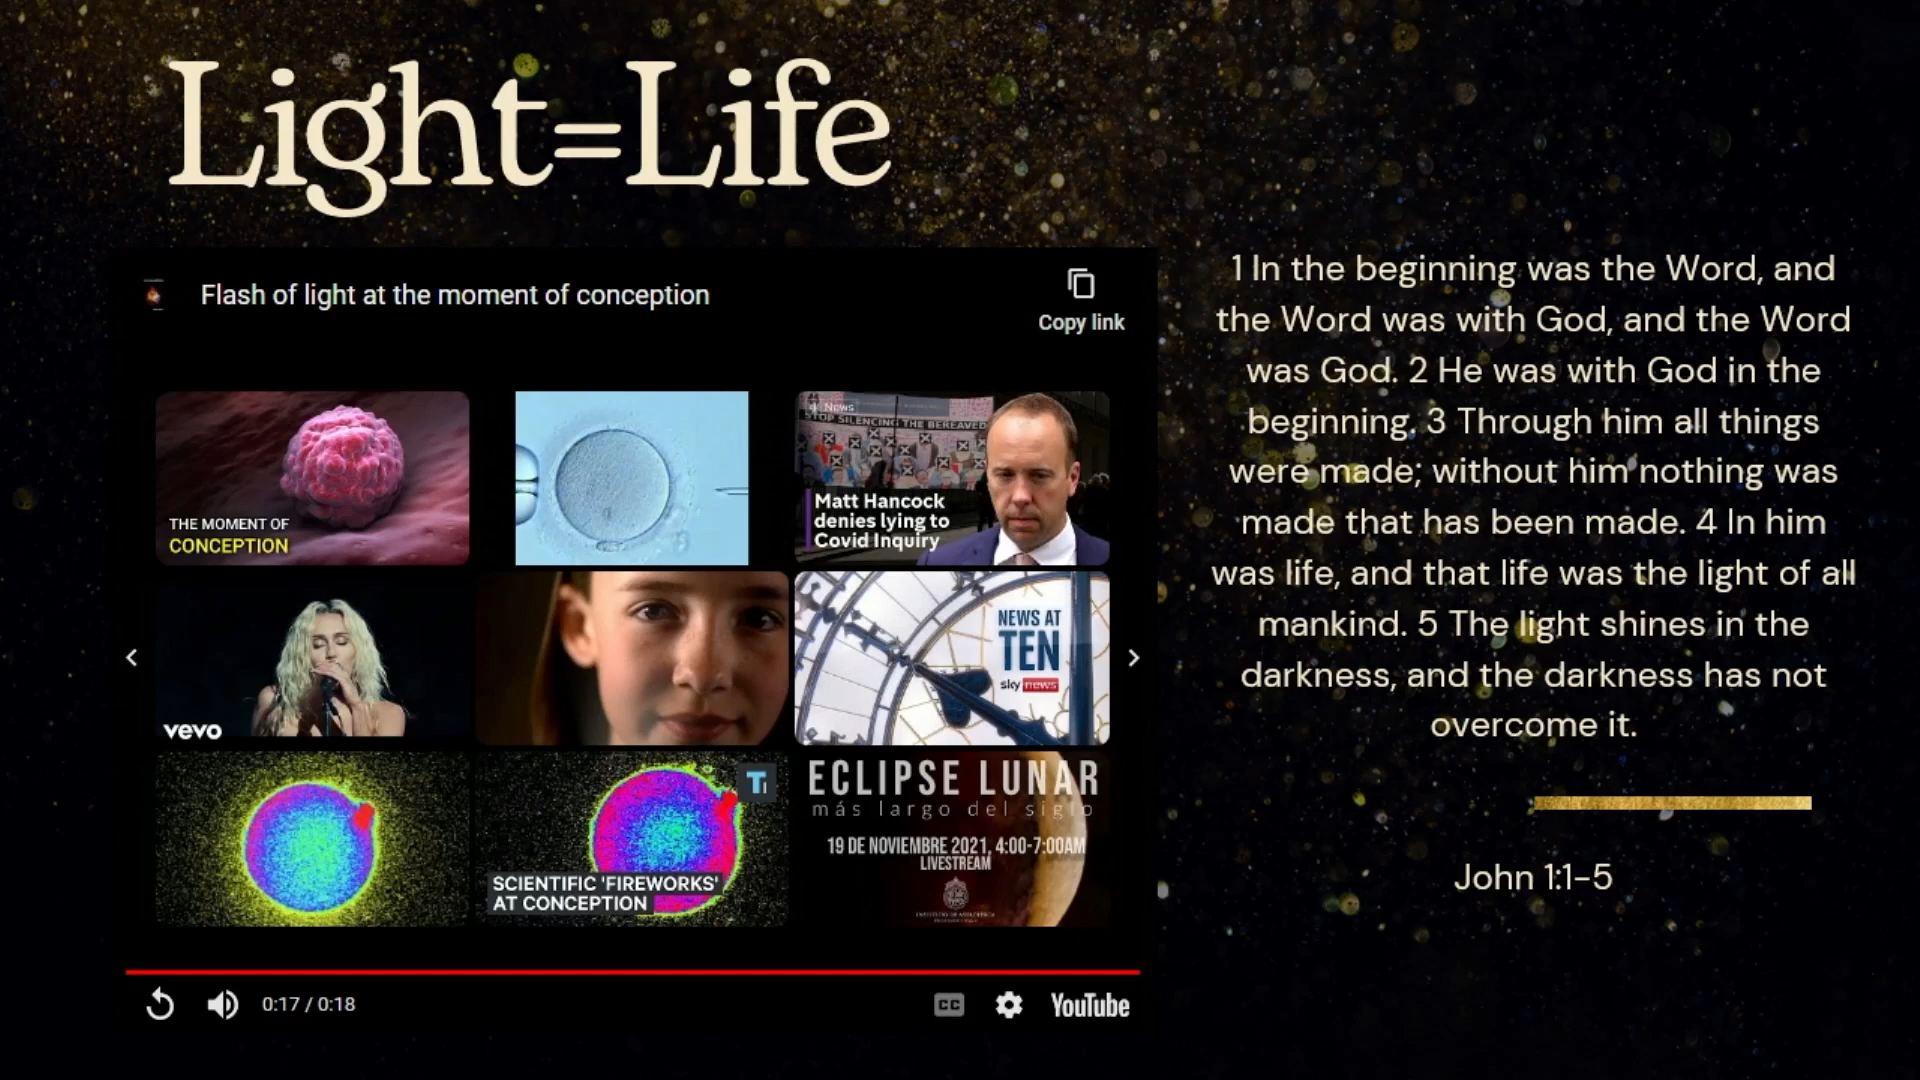 Light=Life
Flash of light at the moment of conception
Copy link
THE MOMENT OF
CONCEPTION
News
STOP SILENCING THE BEREAVED
Matt Hancock
denies lying to
Covid Inquiry
vevo
NEWS AT
TEN
sky news
T
SCIENTIFIC 'FIREWORKS'
AT CONCEPTION
ECLIPSE LUNAR
más largo del siglo
19 DE NOVIEMBRE 2021, 4:00-7:00AM
LIVESTREAM
0:17 / 0:18
CC
YouTube
1 In the beginning was the Word, and
the Word was with God, and the Word
was God. 2 He was with God in the
beginning. 3 Through him all things
were made; without him nothing was
made that has been made. 4 In him
was life, and that life was the light of all
mankind. 5 The light shines in the
darkness, and the darkness has not
overcome it.
John 1:1-5